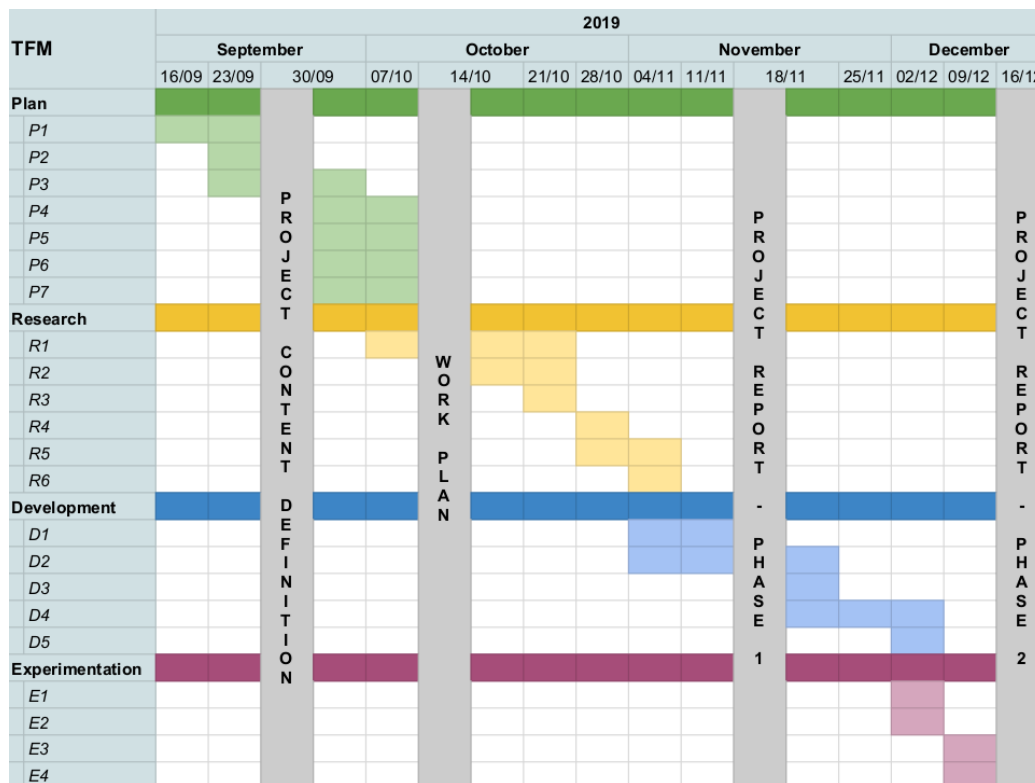 2019
TFM
September October November December
16/09 23/09 30/09 07/10 14/10 21/10 28/10 04/11 11/11 18/11 25/11 02/12 09/12 16/12
Plan
P1
P2
P3
P4
P5
P6
P7
Research
R1
R2
R3
R4
R5
R6
Development
D1
D2
D3
D4
D5
Experimentation
E1
E2
E3
E4
PROJECT CONTENT DEFINITION
WORK PLAN
PROJECT REPORT - PHASE 1
PROJECT REPORT - PHASE 2